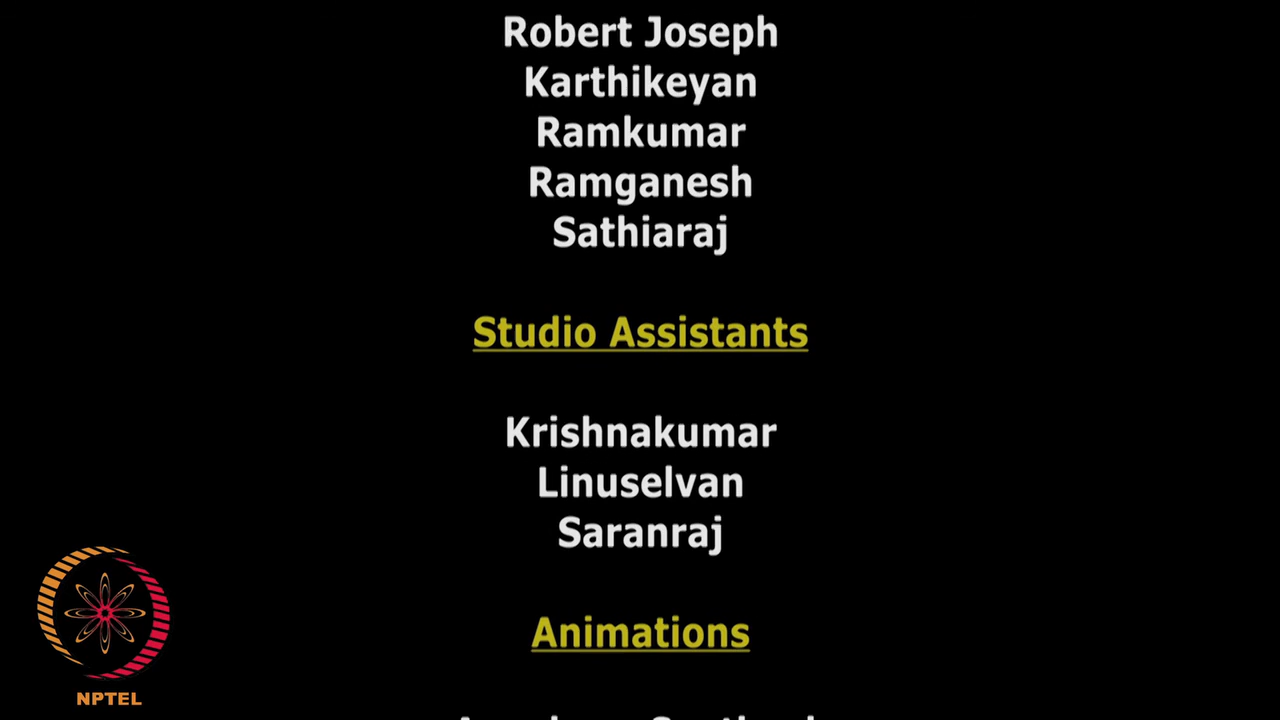 Robert Joseph
Karthikeyan
Ramkumar
Ramganesh
Sathiaraj
Studio Assistants
Krishnakumar
Linuselvan
Saranraj
Animations
NPTEL